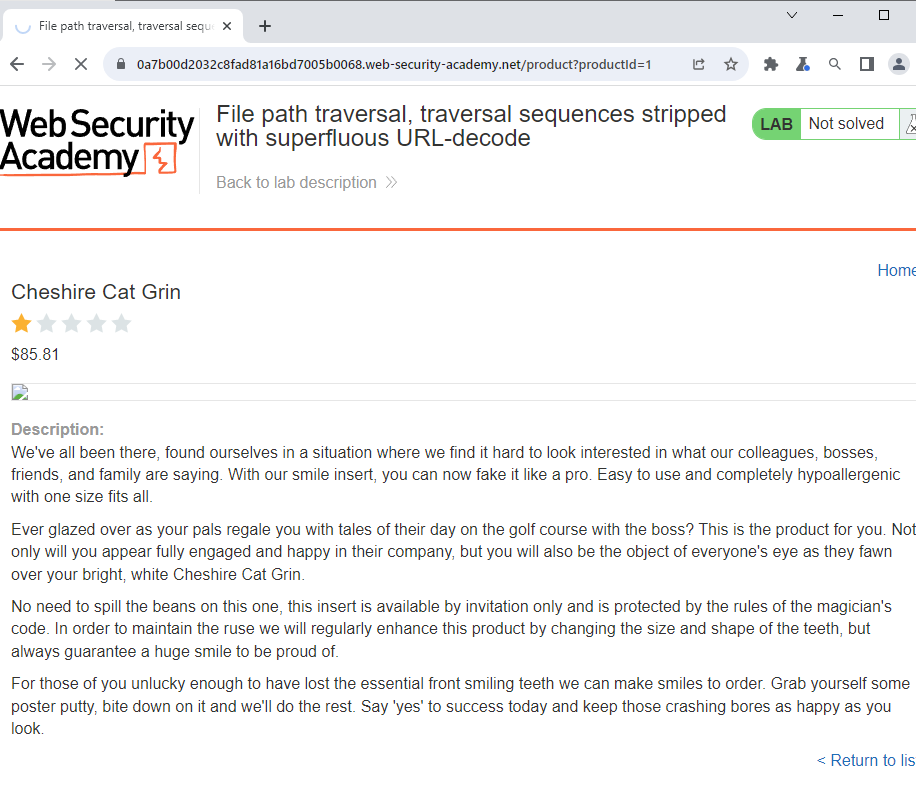 File path traversal, traversal sequ
0a7b00d2032c8fad81a16bd7005b0068.web-security-academy.net/product?productId=1
Web Security
Academy
File path traversal, traversal sequences stripped
with superfluous URL-decode
Back to lab description
LAB Not solved
Home
Cheshire Cat Grin
$85.81
Description:
We've all been there, found ourselves in a situation where we find it hard to look interested in what our colleagues, bosses,
friends, and family are saying. With our smile insert, you can now fake it like a pro. Easy to use and completely hypoallergenic
with one size fits all.
Ever glazed over as your pals regale you with tales of their day on the golf course with the boss? This is the product for you. Not
only will you appear fully engaged and happy in their company, but you will also be the object of everyone's eye as they fawn
over your bright, white Cheshire Cat Grin.
No need to spill the beans on this one, this insert is available by invitation only and is protected by the rules of the magician's
code. In order to maintain the ruse we will regularly enhance this product by changing the size and shape of the teeth, but
always guarantee a huge smile to be proud of.
For those of you unlucky enough to have lost the essential front smiling teeth we can make smiles to order. Grab yourself some
poster putty, bite down on it and we'll do the rest. Say 'yes' to success today and keep those crashing bores as happy as you
look.
< Return to lis